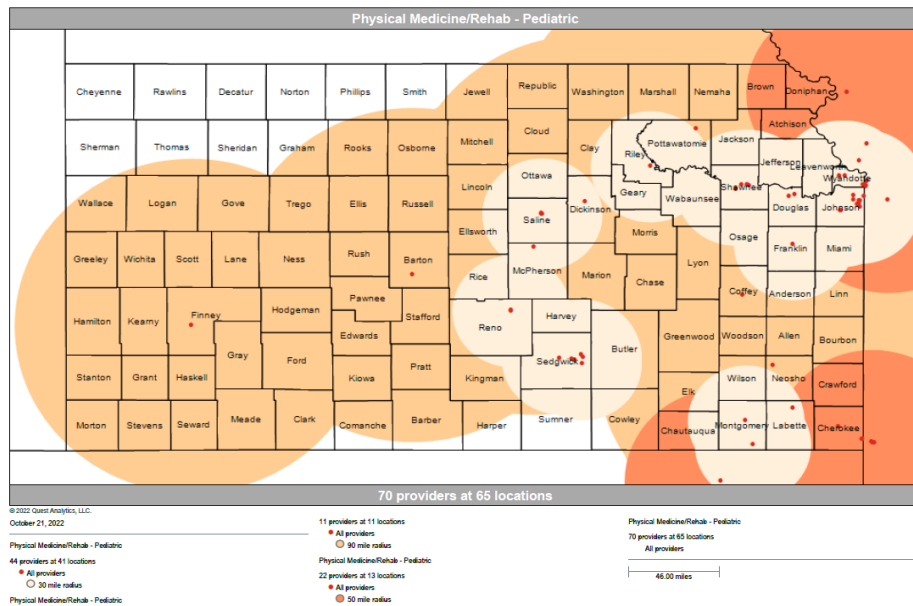 Physical Medicine/Rehab - Pediatric
Cheyenne Rawlins Decatur Norton Phillips Smith Jewell Republic Washington Marshall Nemaha Brown Doniphan
Sherman Thomas Sheridan Graham Rooks Osborne Mitchell Cloud Clay Riley Pottawatomie Jackson Atchison
Jefferson Leavenworth Wyandotte
Wallace Logan Gove Trego Ellis Russell Lincoln Ottawa Dickinson Geary Wabaunsee Shawnee Douglas Johnson
Greeley Wichita Scott Lane Ness Rush Barton Ellsworth Saline Morris Osage Franklin Miami
Rice McPherson Marion Chase Lyon Coffey Anderson Linn
Hamilton Kearny Finney Hodgeman Pawnee Stafford Reno Harvey Greenwood Woodson Allen Bourbon
Gray Ford Edwards Pratt Sedgwick Butler
Stanton Grant Haskell Kiowa Kingman Elk Wilson Neosho Crawford
Morton Stevens Seward Meade Clark Comanche Barber Harper Sumner Cowley Chautauqua Montgomery Labette Cherokee
70 providers at 65 locations
© 2022 Quest Analytics, LLC.
October 21, 2022
Physical Medicine/Rehab - Pediatric
44 providers at 41 locations
All providers
30 mile radius
Physical Medicine/Rehab - Pediatric
11 providers at 11 locations
All providers
90 mile radius
Physical Medicine/Rehab - Pediatric
22 providers at 13 locations
All providers
50 mile radius
Physical Medicine/Rehab - Pediatric
70 providers at 65 locations
All providers
46.00 miles